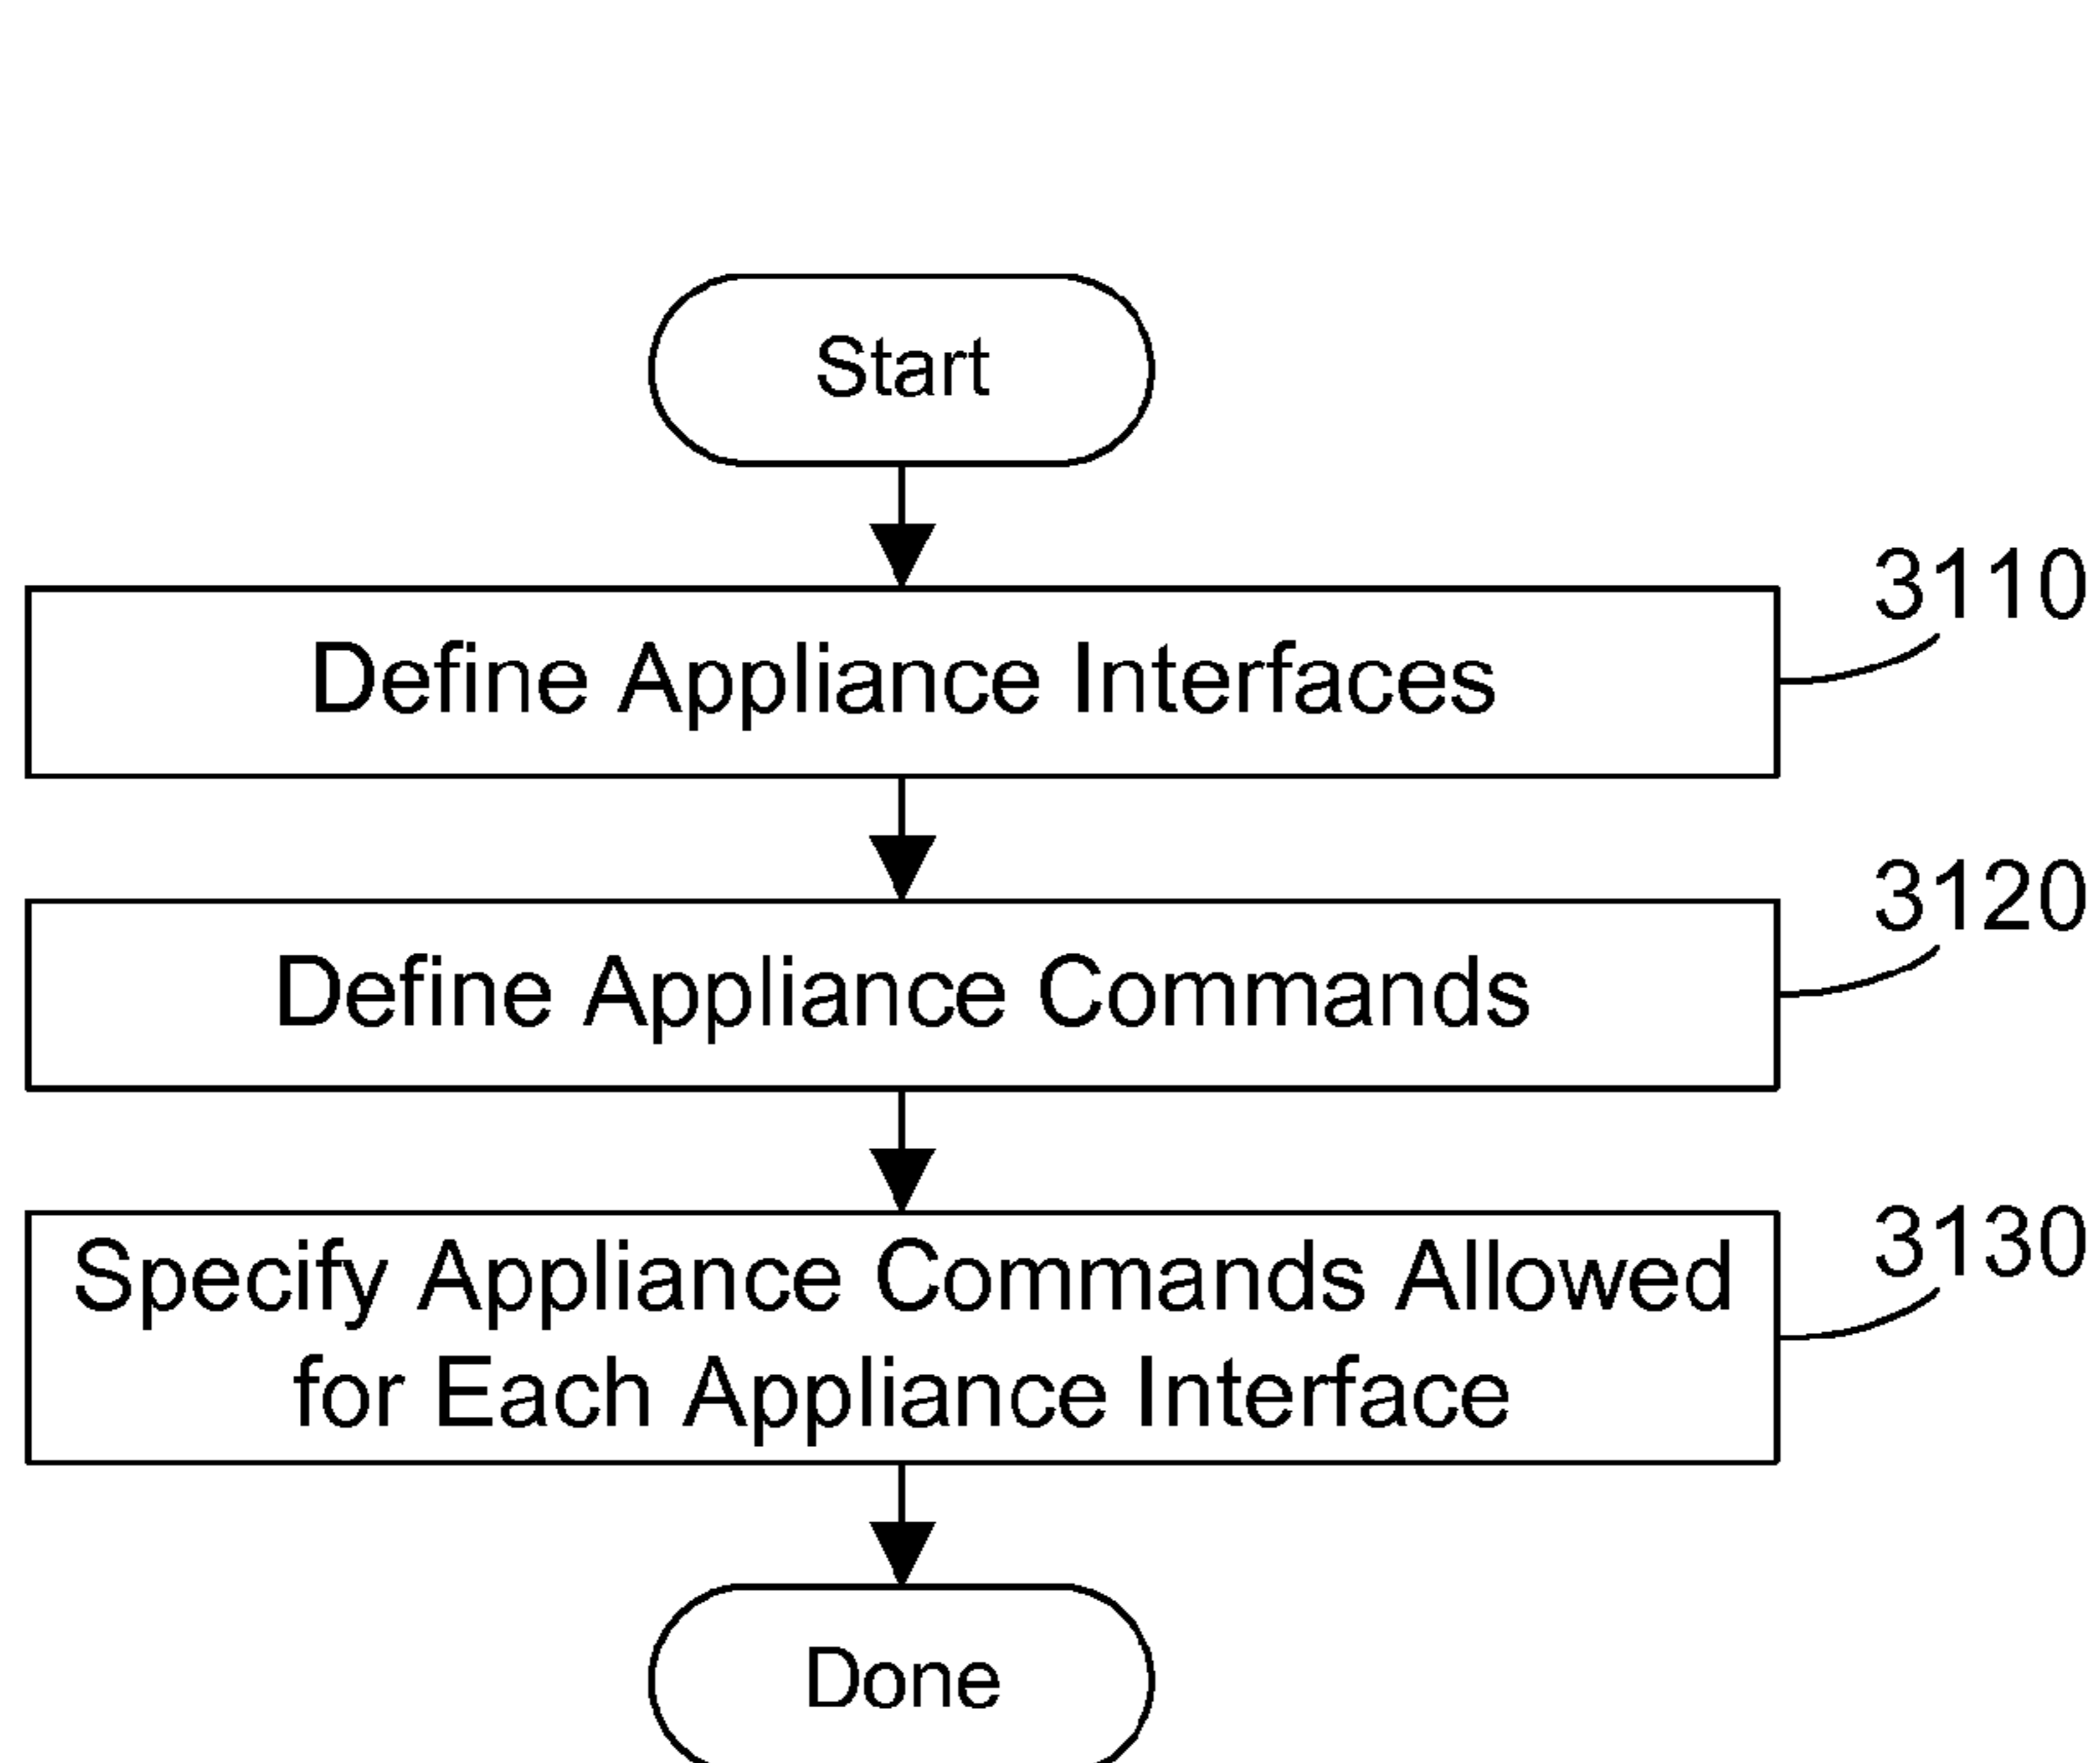 Start
3110
Define Appliance Interfaces
3120
Define Appliance Commands
3130
Specify Appliance Commands Allowed
for Each Appliance Interface
Done